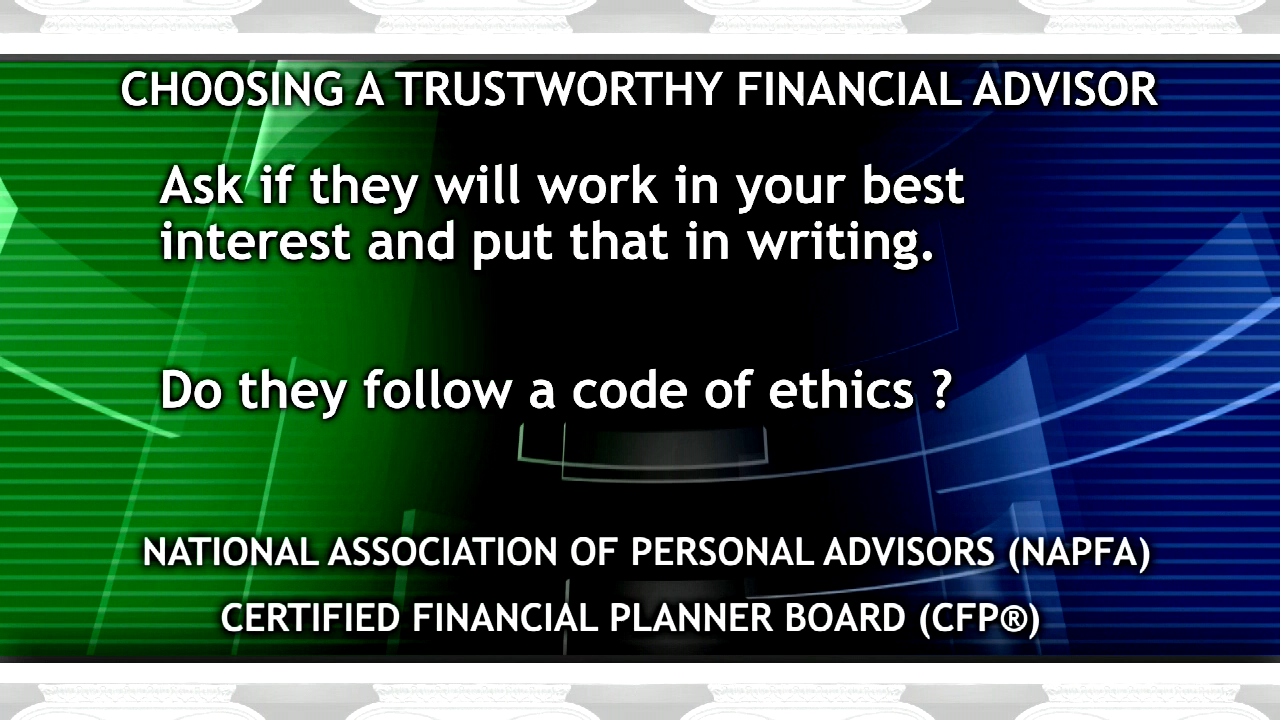 CHOOSING A TRUSTWORTHY FINANCIAL ADVISOR
Ask if they will work in your best
interest and put that in writing.
Do they follow a code of ethics ?
NATIONAL ASSOCIATION OF PERSONAL ADVISORS (NAPFA)
CERTIFIED FINANCIAL PLANNER BOARD (CFP®)